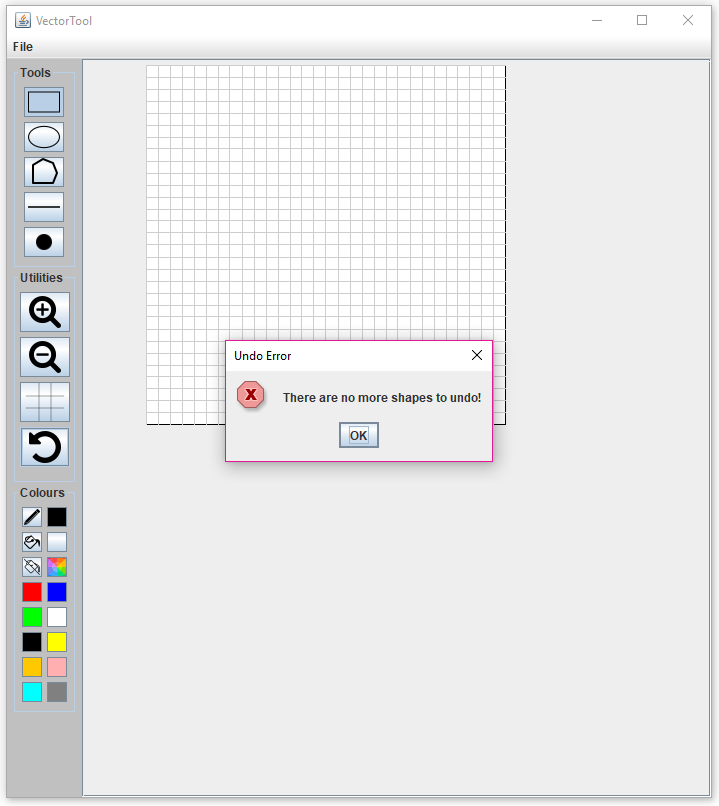 VectorTool
File
Tools
Utilities
Undo Error
There are no more shapes to undo!
OK
Colours